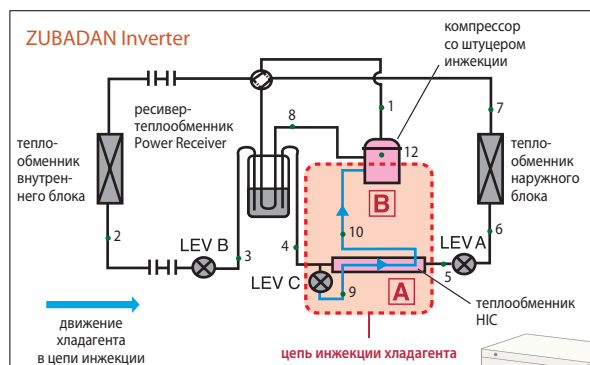 ZUBADAN Inverter
компрессор
со штуцером
инжекции
ресивер-
теплообменник
Power Receiver
8
1
7
12
тепло-
обменник
внутрен-
него блока
тепло-
обменник
наружного
блока
B
2
LEV B
3
4
10
LEV A
6
5
LEV C
9
A
теплообменник
HIC
движение
хладагента
в цепи инжекции
цепь инжекции хладагента